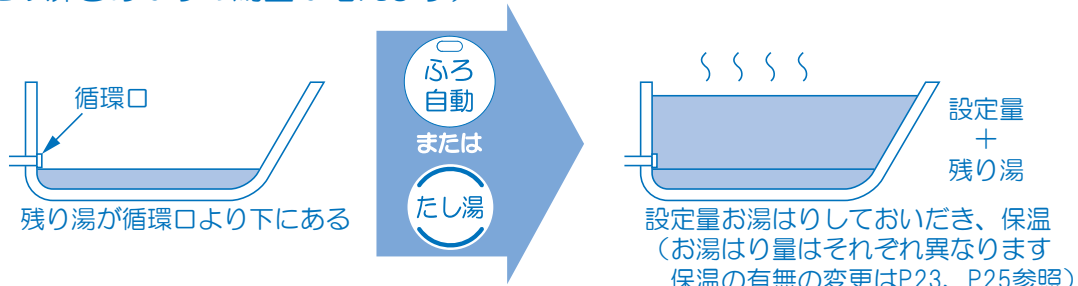 循環口
残り湯が循環口より下にある
ふろ
自動
または
たし湯
設定量
+
残り湯
設定量お湯はりしておいだき、保温
(お湯はり量はそれぞれ異なります
保温の有無の変更はP23、P25参照)